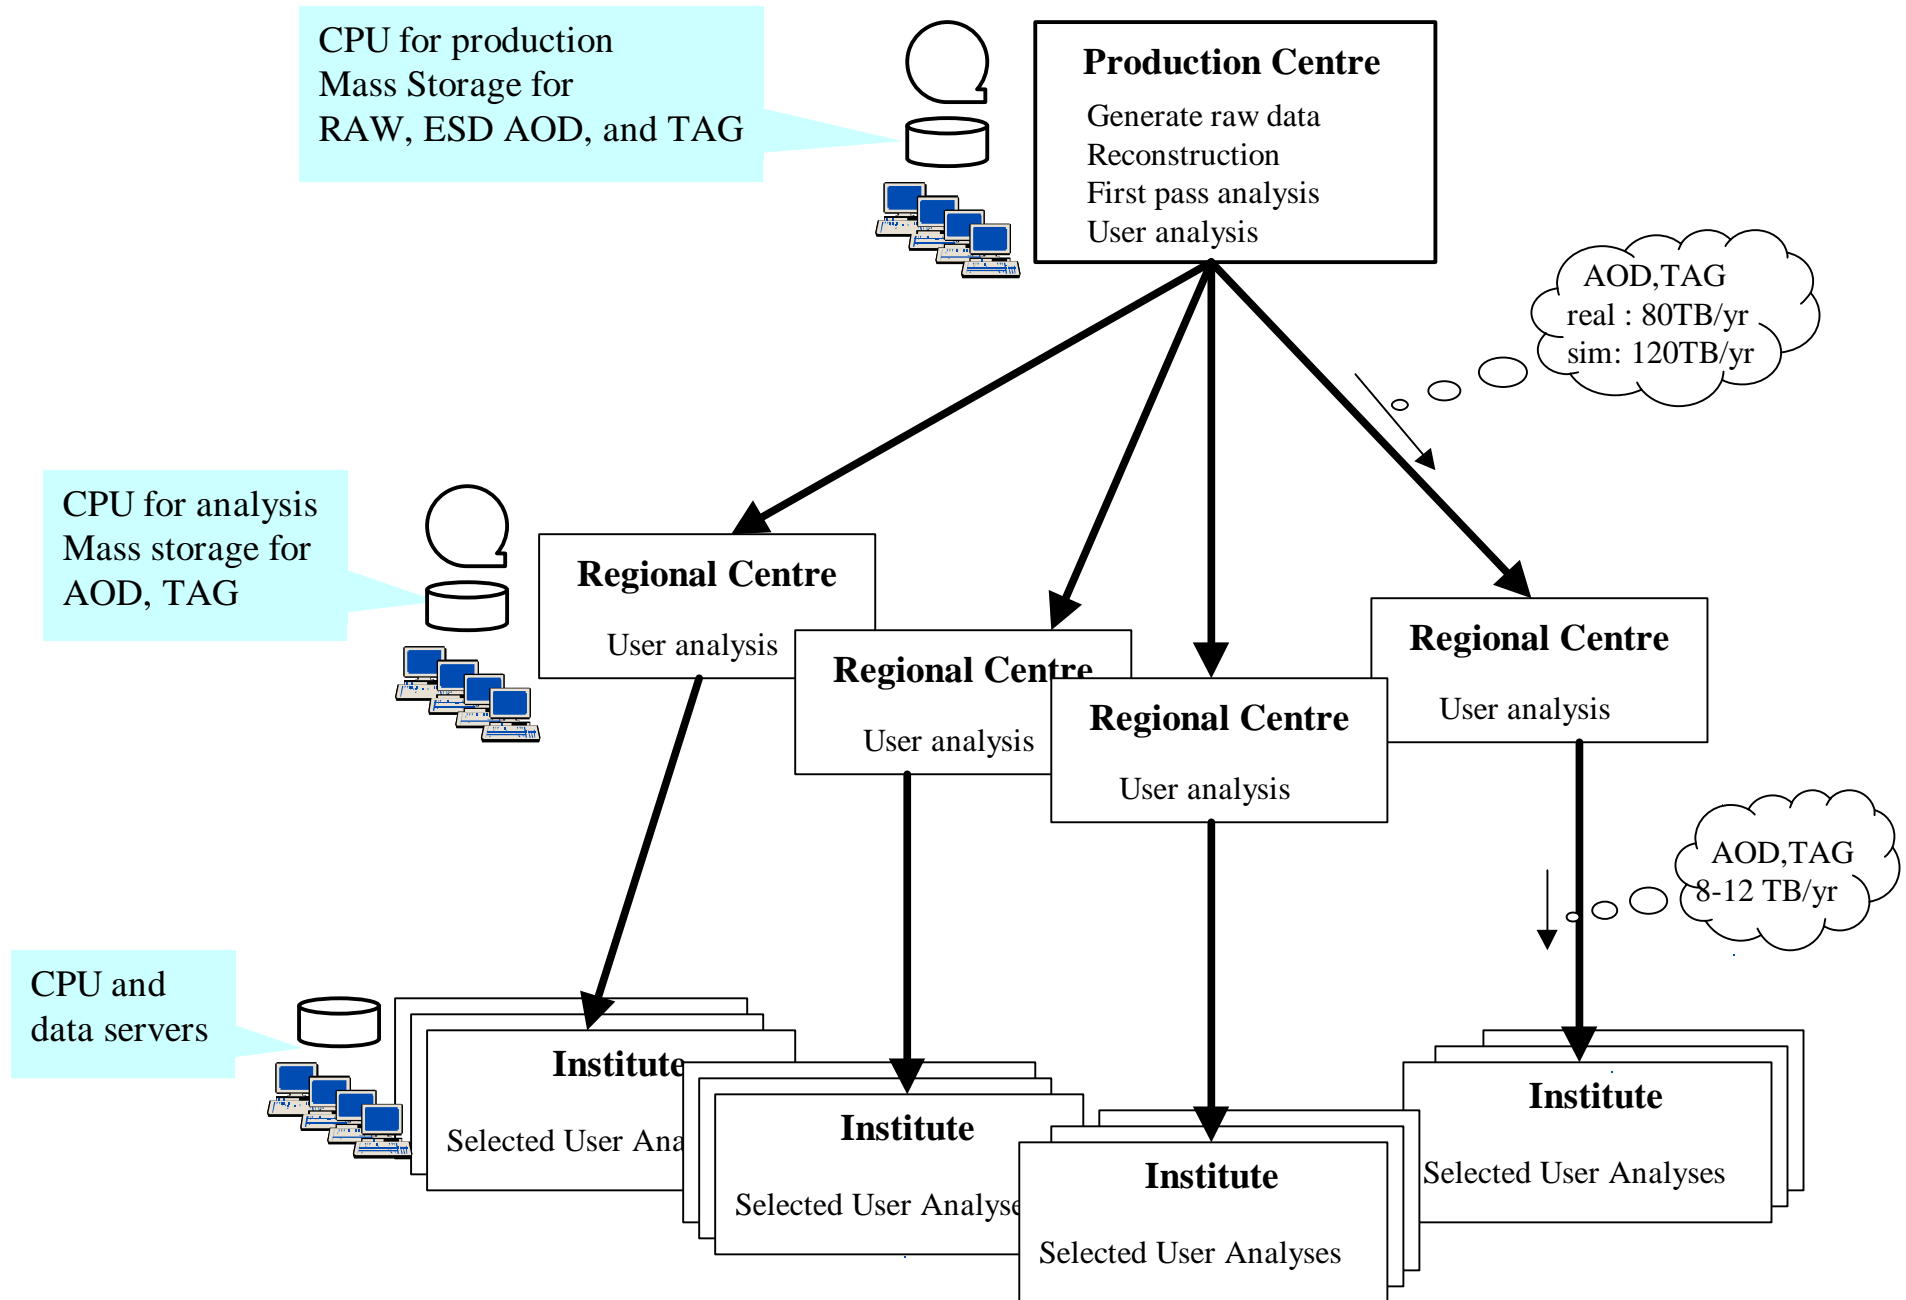 CPU for production
Mass Storage for
RAW, ESD AOD, and TAG
Production Centre
Generate raw data
Reconstruction
First pass analysis
User analysis
AOD,TAG
real : 80TB/yr
sim: 120TB/yr
CPU for analysis
Mass storage for
AOD, TAG
Regional Centre
User analysis
Regional Centre
User analysis
Regional Centre
User analysis
Regional Centre
User analysis
AOD,TAG
8-12 TB/yr
CPU and
data servers
Institute
Selected User Ana
Institute
Selected User Analyse
Institute
Selected User Analyses
Institute
Selected User Analyses